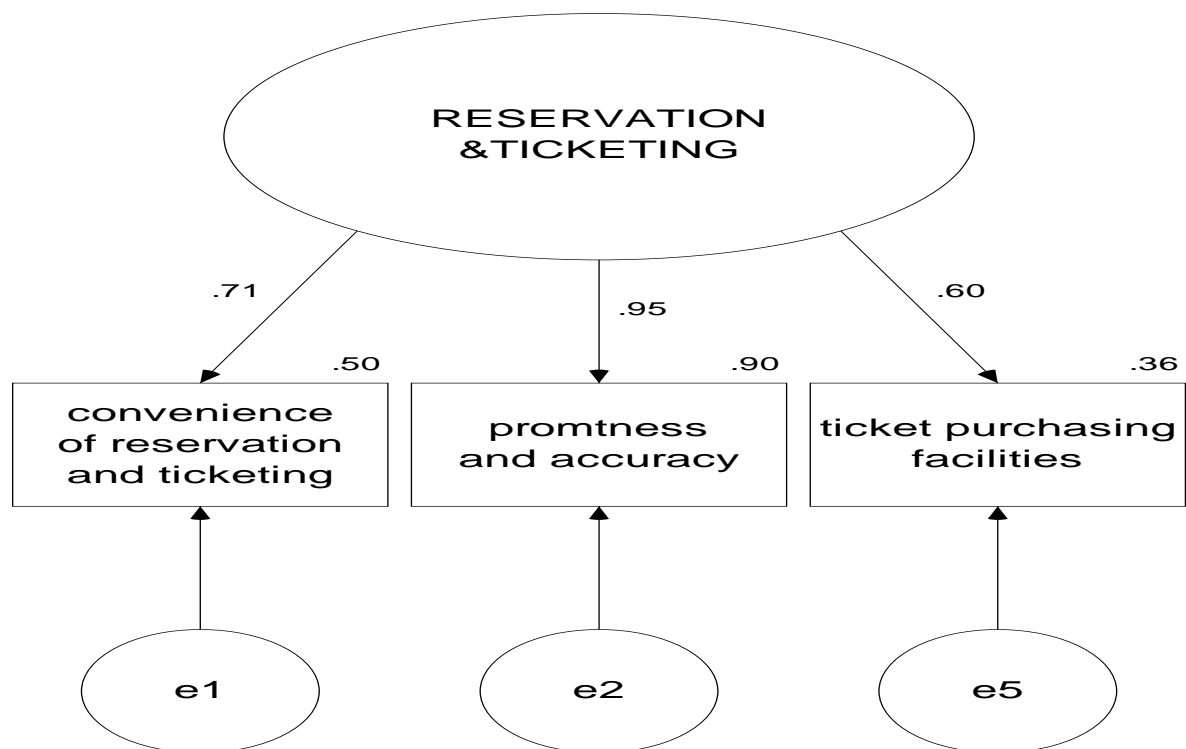 RESERVATION
&TICKETING
.71
.95
.60
.50
.90
.36
convenience
of reservation
and ticketing
promtness
and accuracy
ticket purchasing
facilities
e1
e2
e5